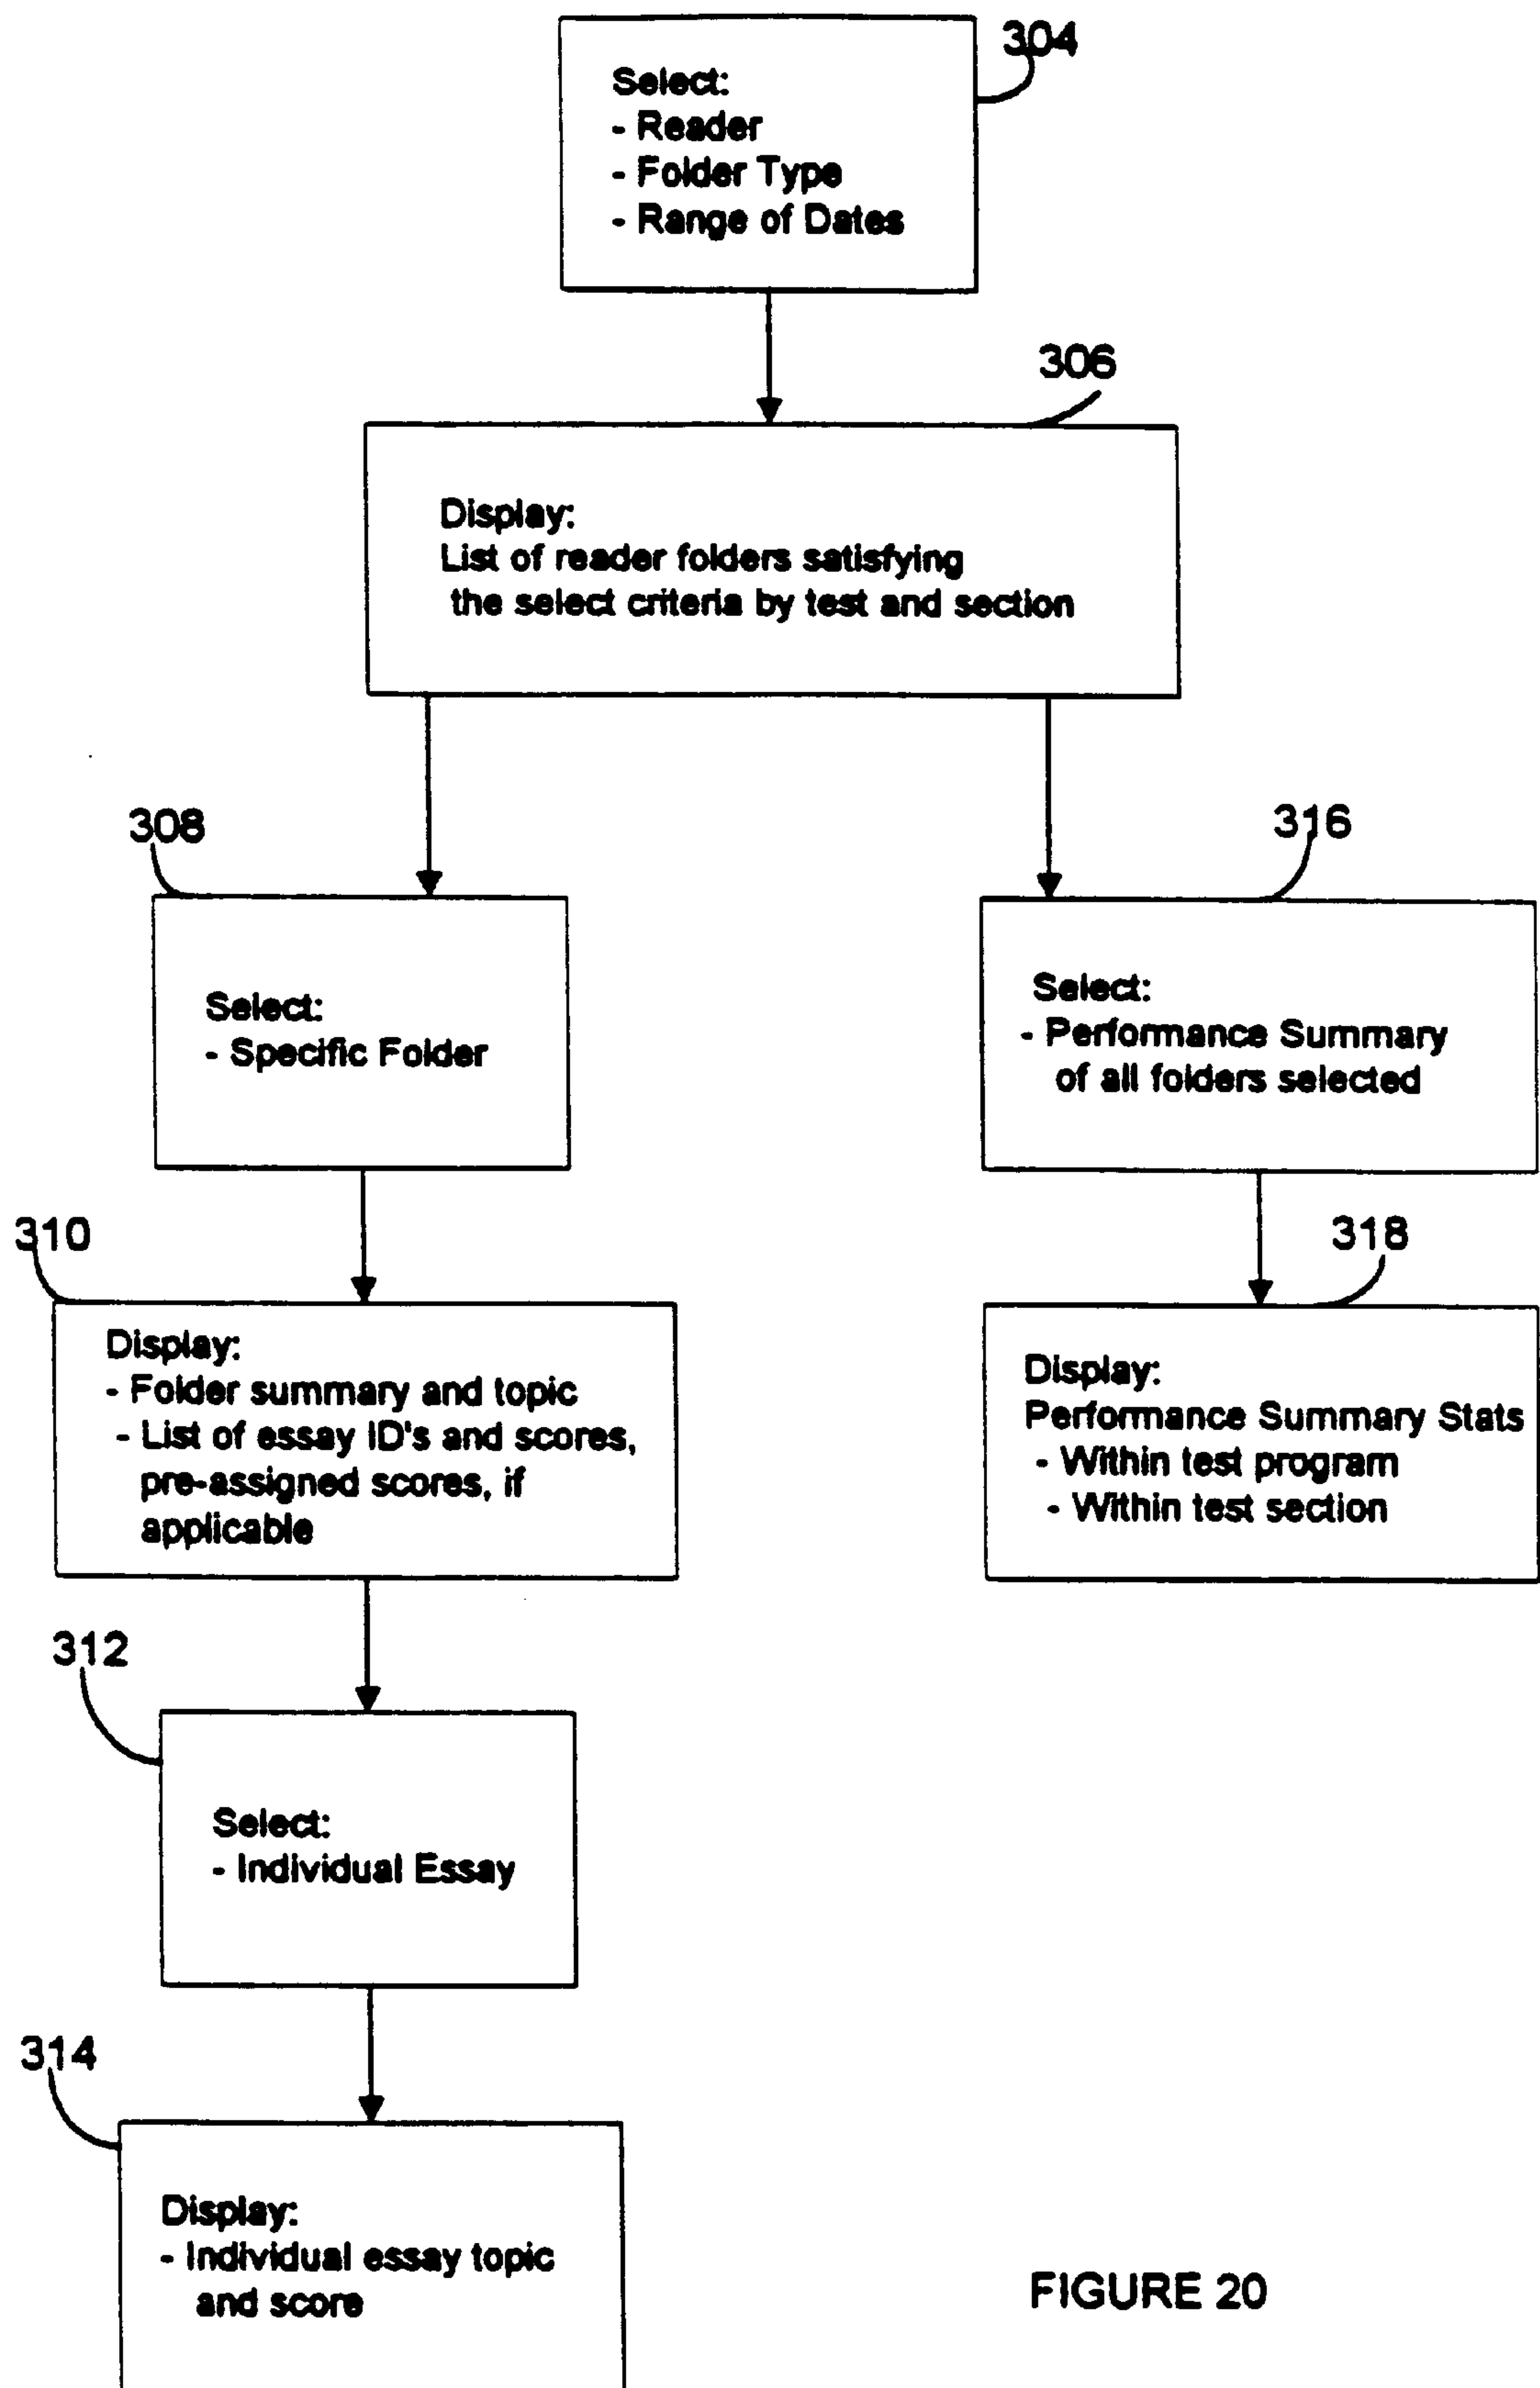 304
Select:
- Reader
- Folder Type
- Range of Dates
306
Display:
List of reader folders satisfying
the select criteria by test and section
308
Select:
- Specific Folder
316
Select:
- Performance Summary
of all folders selected
310
Display:
- Folder summary and topic
- List of essay ID's and scores,
pre-assigned scores, if
applicable
318
Display:
Performance Summary Stats
- Within test program
- Within test section
312
Select:
- Individual Essay
314
Display:
- Individual essay topic
and score
FIGURE 20